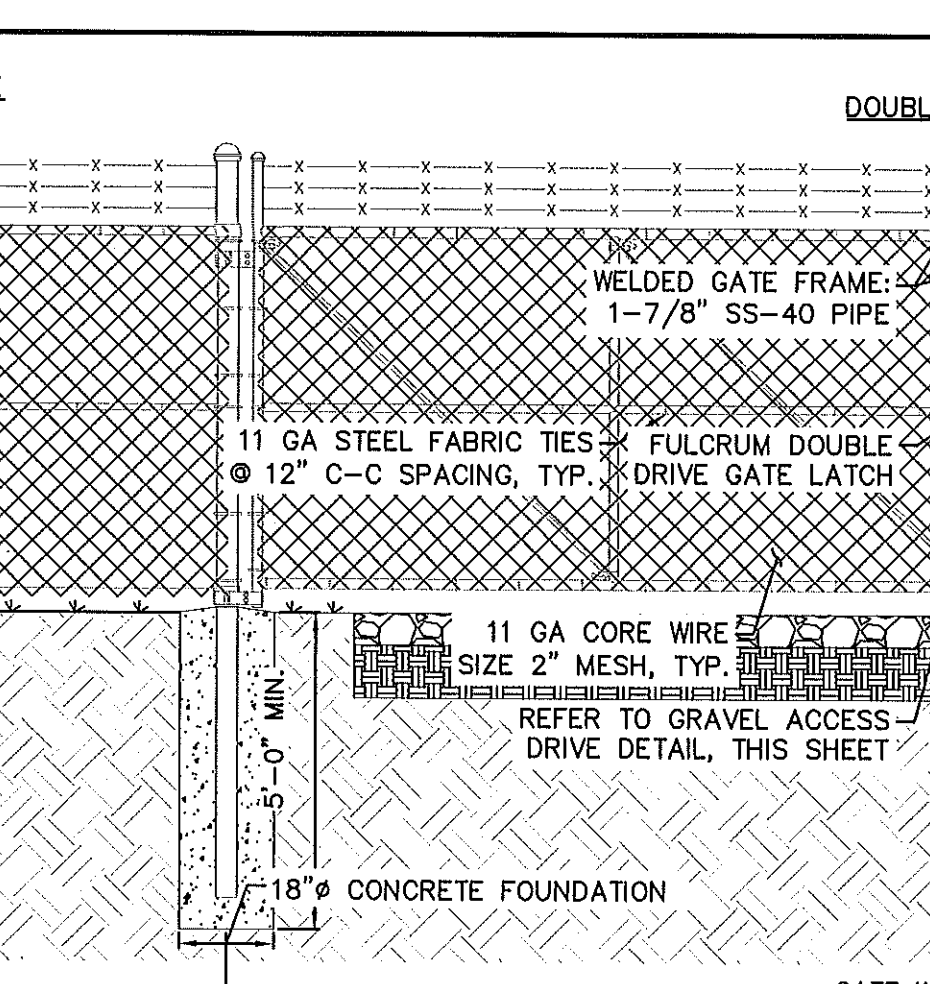 DOUBL
WELDED GATE FRAME:
1-7/8" SS-40 PIPE
11 GA STEEL FABRIC TIES
@ 12" C-C SPACING, TYP.
FULCRUM DOUBLE
DRIVE GATE LATCH
11 GA CORE WIRE
SIZE 2" MESH, TYP.
REFER TO GRAVEL ACCESS
DRIVE DETAIL, THIS SHEET
5'-0" MIN.
18"ø CONCRETE FOUNDATION